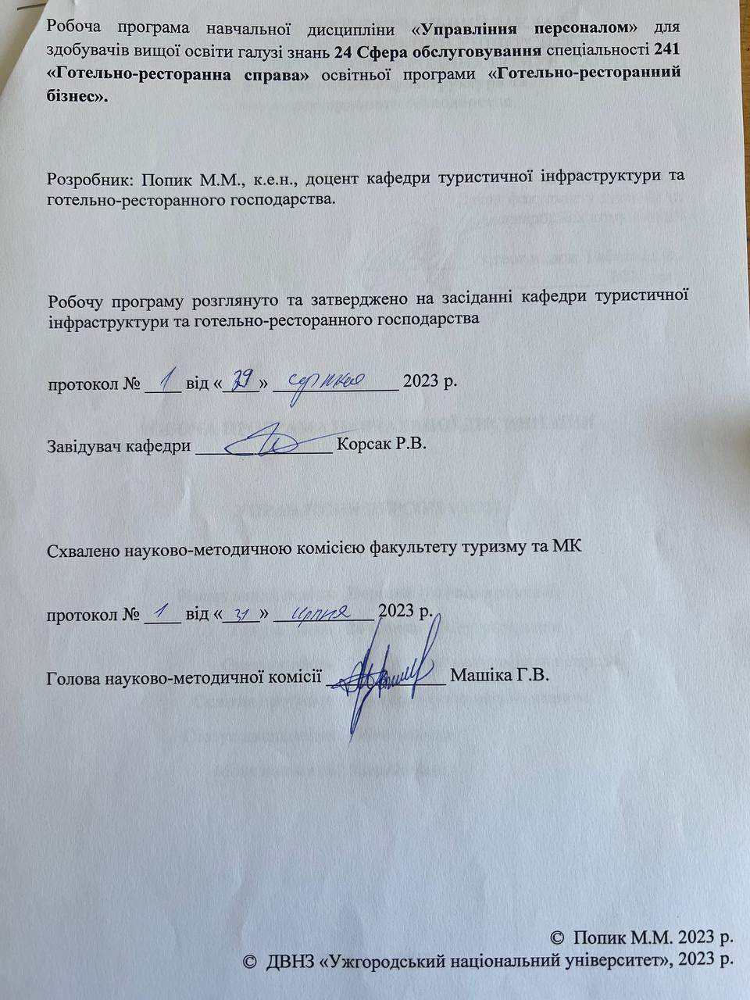 Робоча програма навчальної дисципліни «Управління персоналом» для
здобувачів вищої освіти галузі знань 24 Сфера обслуговування спеціальності 241
«Готельно-ресторанна справа» освітньої програми «Готельно-ресторанний
бізнес».
Розробник: Попик М.М., к.е.н., доцент кафедри туристичної інфраструктури та
готельно-ресторанного господарства.
Робочу програму розглянуто та затверджено на засіданні кафедри туристичної
інфраструктури та готельно-ресторанного господарства
протокол № 1 від « » серпня 2023 р.
Завідувач кафедри Корсак Р.В.
Схвалено науково-методичною комісією факультету туризму та МК
протокол № 1 від «31» серпня 2023 р.
Голова науково-методичної комісії Машіка Г.В.
© Попик М.М. 2023 р.
© ДВНЗ «Ужгородський національний університет», 2023 р.